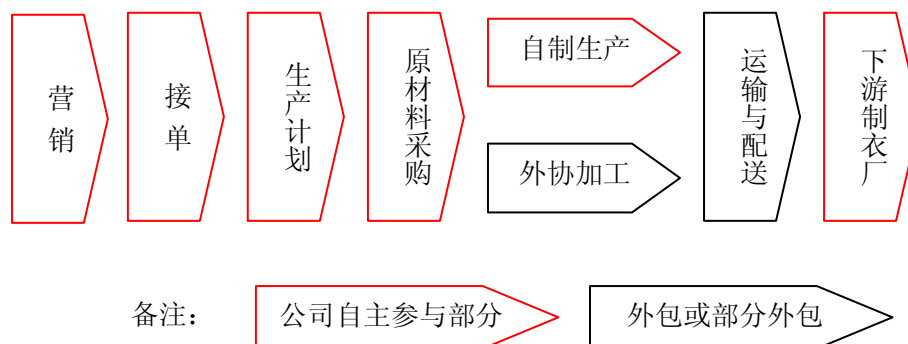 营销
接单
生产计划
原材料采购
自制生产
外协加工
运输与配送
下游制衣厂
备注：
公司自主参与部分
外包或部分外包